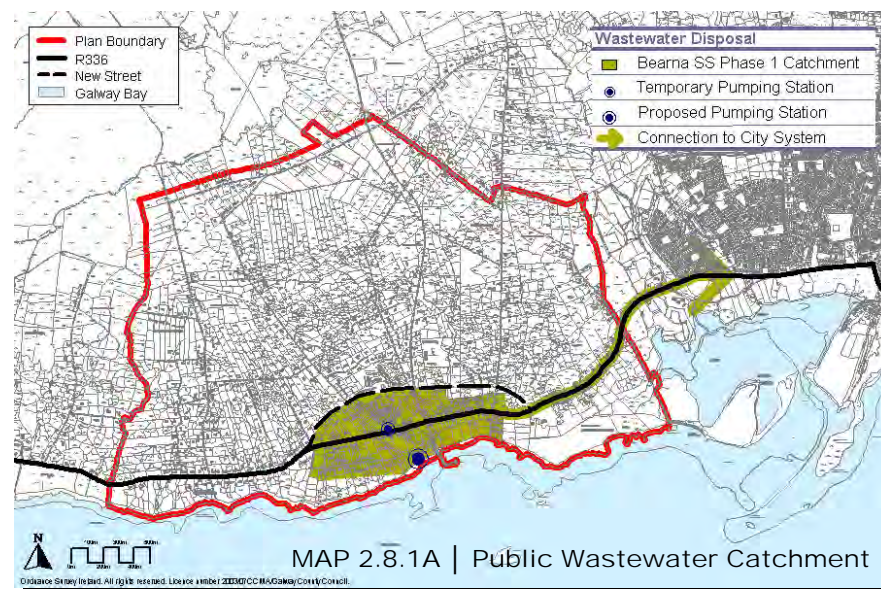 Plan Boundary
R336
New Street
Galway Bay
Wastewater Disposal
Bearna SS Phase 1 Catchment
Temporary Pumping Station
Proposed Pumping Station
Connection to City System
N
MAP 2.8.1A | Public Wastewater Catchment
Ordnance Survey Ireland. All rights reserved. Licence number CCMA/Galway County Council.